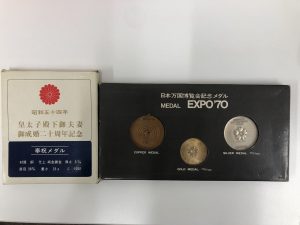 昭和五十四年
皇太子殿下御夫妻
御成婚二十周年記念
奉祝メダル
日本万国博覧会記念メダル
MEDAL EXPO'70
COPPER MEDAL
GOLD MEDAL
SILVER MEDAL